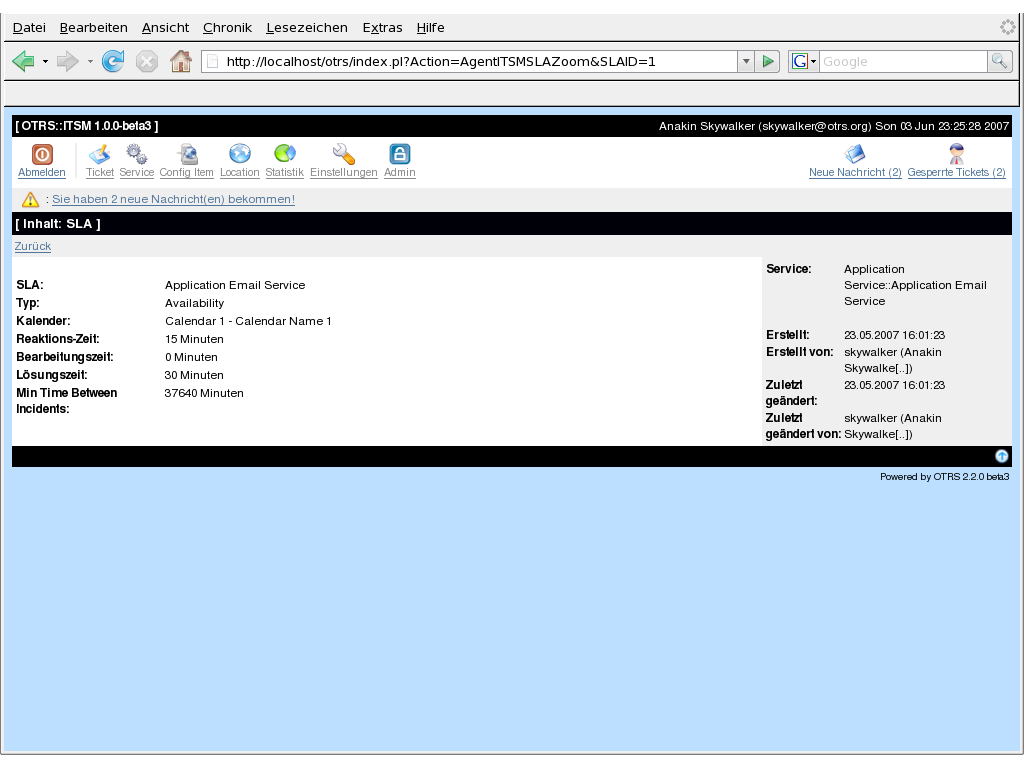 Datei Bearbeiten Ansicht Chronik Lesezeichen Extras Hilfe
http://localhost/otrs/index.pl?Action=AgentITSMSLAZoom&SLAID=1
G
Google
[ OTRS::ITSM 1.0.0-beta3 ]
Anakin Skywalker (skywalker@otrs.org) Sun 03 Jun 23:25:28 2007
Abmelden Ticket Service Config Item Location Statistik Einstellungen Admin
Neue Nachricht (2) Gesperrte Tickets (2)
: Sie haben 2 neue Nachricht(en) bekommen!
[ Inhalt: SLA ]
Zurück
SLA: Application Email Service
Typ: Availability
Kalender: Calendar 1 - Calendar Name 1
Reaktions-Zeit: 15 Minuten
Bearbeitungszeit: 0 Minuten
Lösungszeit: 30 Minuten
Min Time Between 37640 Minuten
Incidents:
Service: Application
Service::Application Email
Service
Erstellt: 23.05.2007 16:01:23
Erstellt von: skywalker (Anakin
Skywalke[..])
Zuletzt 23.05.2007 16:01:23
geändert:
Zuletzt skywalker (Anakin
geändert von: Skywalke[..])
Powered by OTRS 2.2.0 beta3